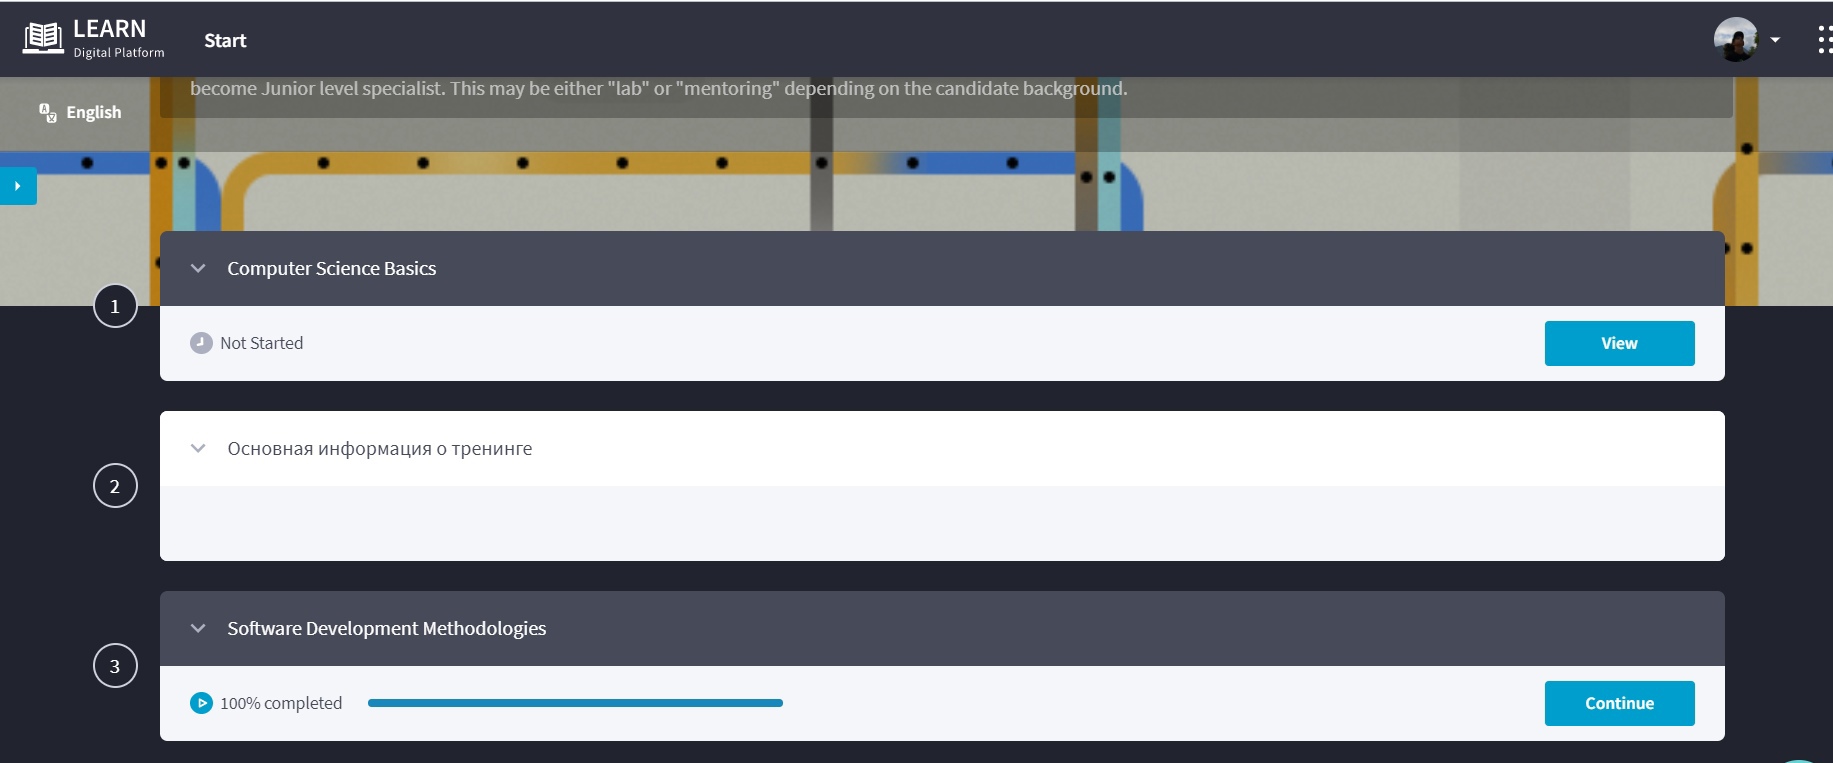 LEARN
Digital Platform
Start
become Junior level specialist. This may be either "lab" or "mentoring" depending on the candidate background.
English
Computer Science Basics
1
Not Started
View
Основная информация о тренинге
2
Software Development Methodologies
3
100% completed
Continue